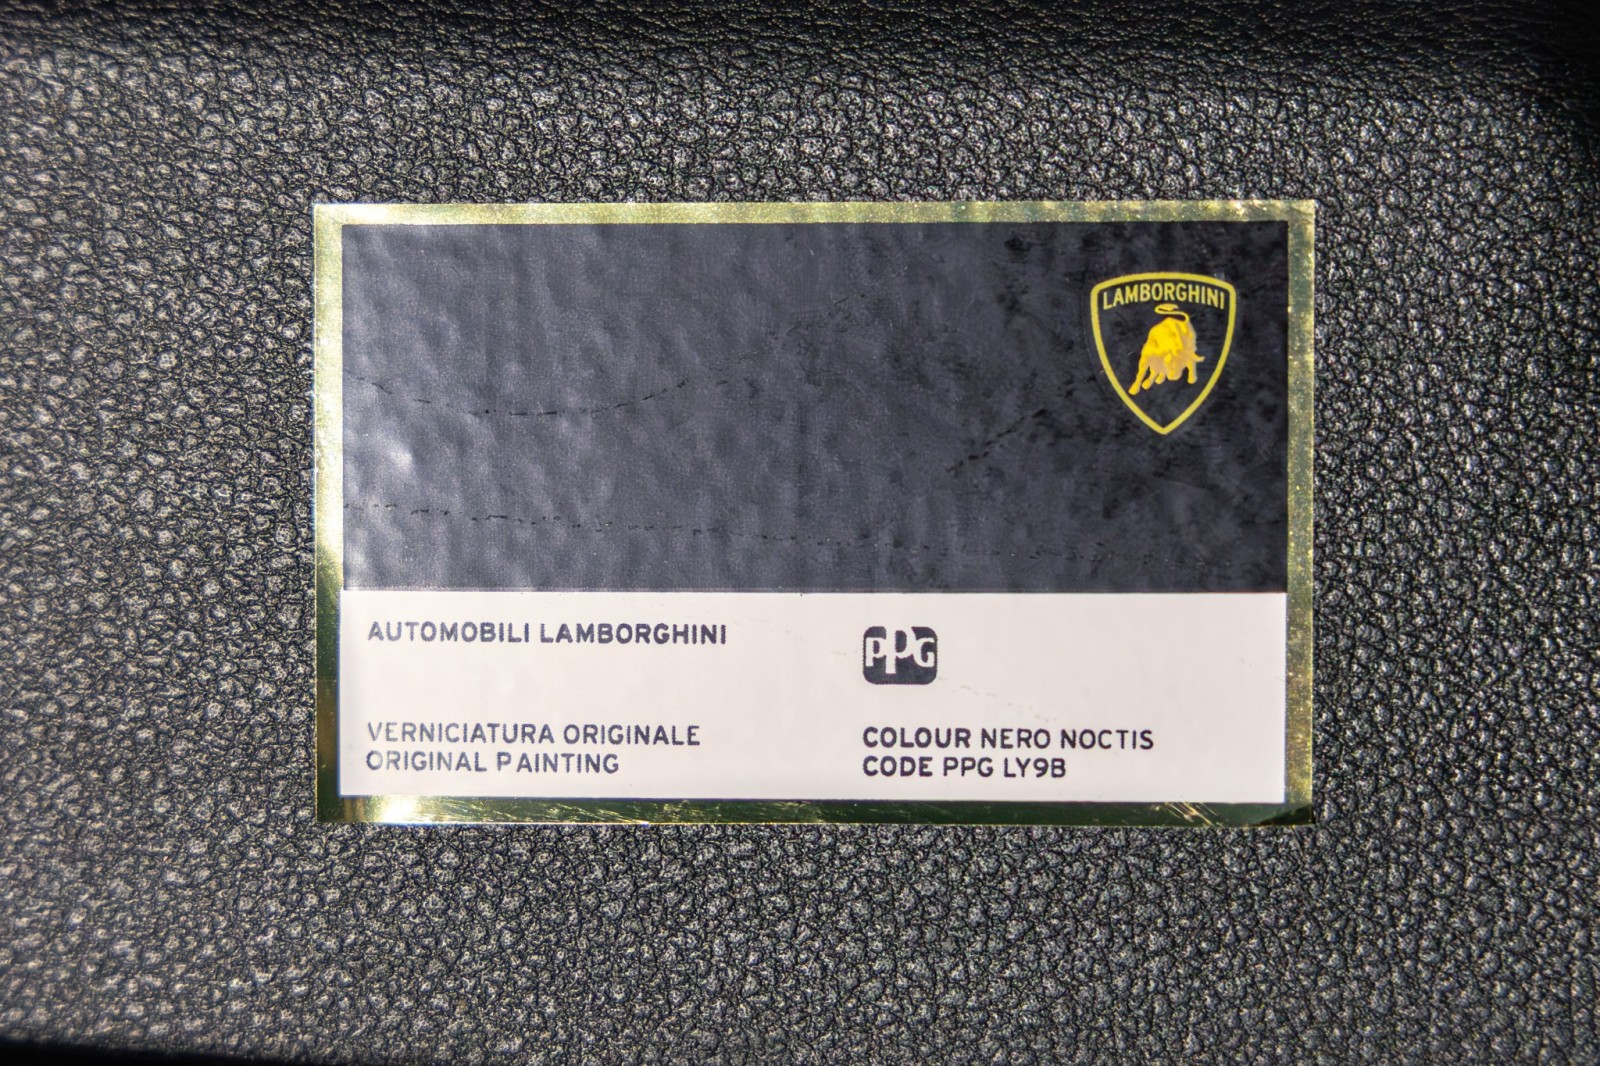 LAMBORGHINI
AUTOMOBILI LAMBORGHINI
PPG
VERNICIATURA ORIGINALE
ORIGINAL PAINTING
COLOUR NERO NOCTIS
CODE PPG LY9B